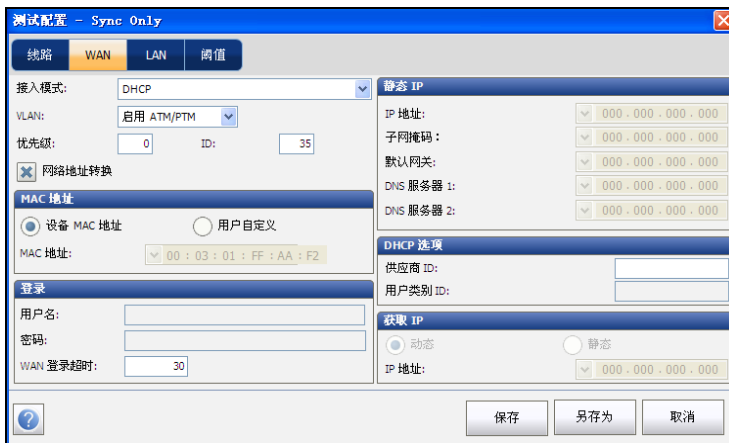 测试配置 - Sync Only
线路 WAN LAN 阈值
接入模式: DHCP
VLAN: 启用 ATM/PTM
优先级: 0 ID: 35
网络地址转换
MAC 地址
设备 MAC 地址 用户自定义
MAC 地址: 00 : 03 : 01 : FF : AA : F2
登录
用户名:
密码:
WAN 登录超时: 30
静态 IP
IP 地址: 000 . 000 . 000 . 000
子网掩码： 000 . 000 . 000 . 000
默认网关: 000 . 000 . 000 . 000
DNS 服务器 1: 000 . 000 . 000 . 000
DNS 服务器 2: 000 . 000 . 000 . 000
DHCP 选项
供应商 ID:
用户类别 ID:
获取 IP
动态 静态
IP 地址: 000 . 000 . 000 . 000
? 保存 另存为 取消